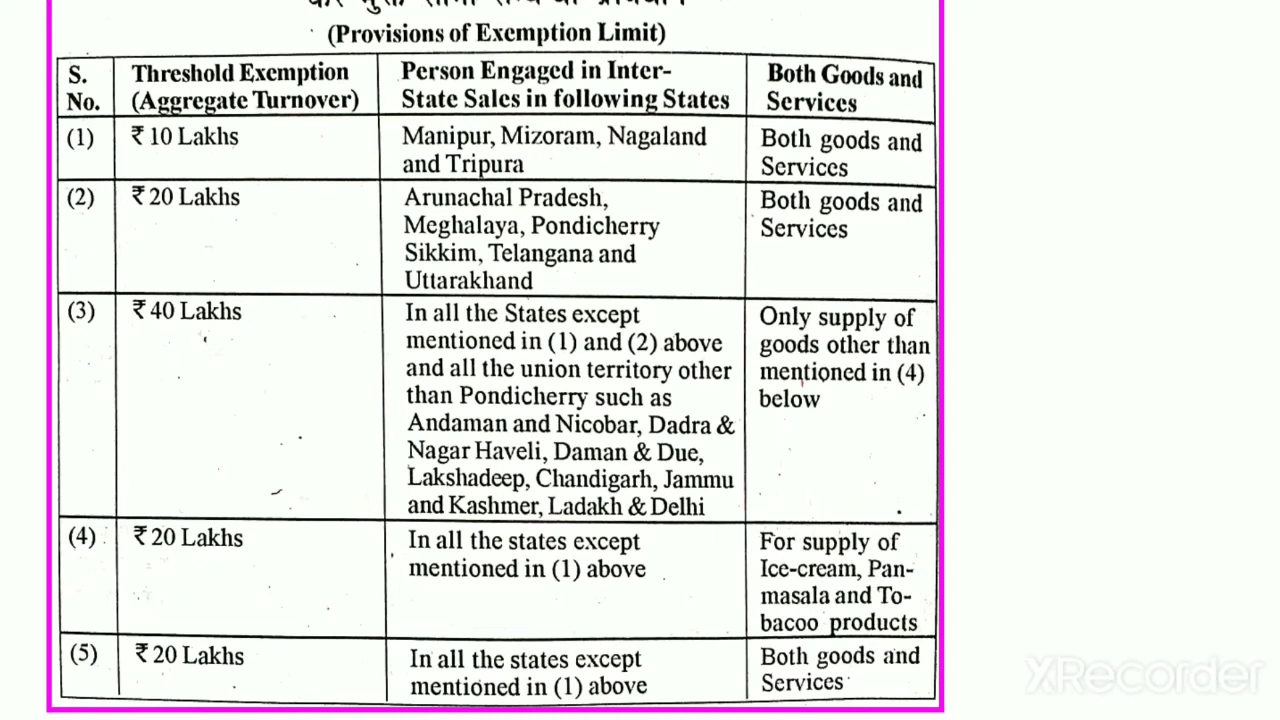 (Provisions of Exemption Limit)
S. No.
Threshold Exemption
(Aggregate Turnover)
Person Engaged in Inter-
State Sales in following States
Both Goods and
Services
(1)
₹ 10 Lakhs
Manipur, Mizoram, Nagaland
and Tripura
Both goods and
Services
(2)
₹ 20 Lakhs
Arunachal Pradesh,
Meghalaya, Pondicherry
Sikkim, Telangana and
Uttarakhand
Both goods and
Services
(3)
₹ 40 Lakhs
In all the States except
mentioned in (1) and (2) above
and all the union territory other
than Pondicherry such as
Andaman and Nicobar, Dadra &
Nagar Haveli, Daman & Due,
Lakshadeep, Chandigarh, Jammu
and Kashmer, Ladakh & Delhi
Only supply of
goods other than
mentioned in (4)
below
(4)
₹ 20 Lakhs
In all the states except
mentioned in (1) above
For supply of
Ice-cream, Pan-
masala and To-
bacoo products
(5)
₹ 20 Lakhs
In all the states except
mentioned in (1) above
Both goods and
Services
XRecorder